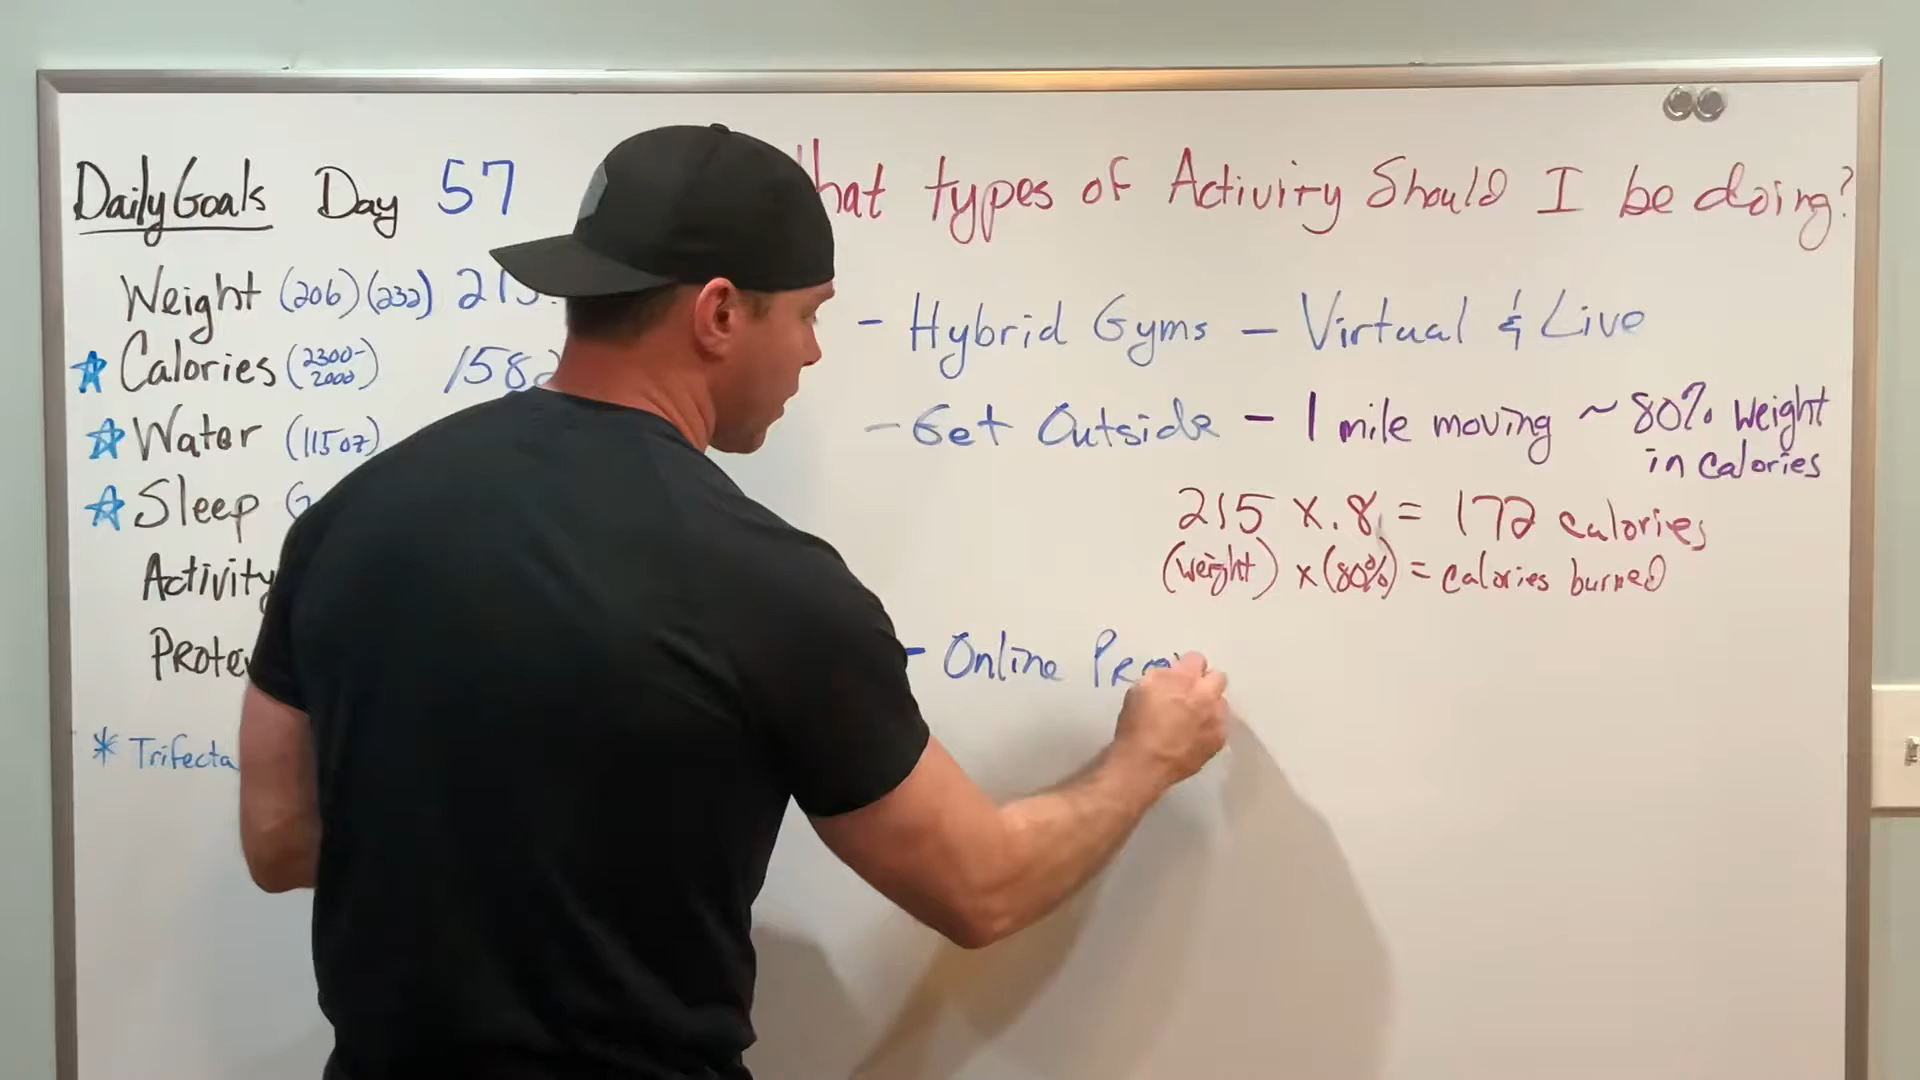 Daily Goals Day 57
Weight (206) (232)
Calories (2300-2000) 1582
Water (115oz)
Sleep
Activity
* Trifecta
hat types of Activity Should I be doing?
- Hybrid Gyms - Virtual & Live
- Get Outside - 1 mile moving ~ 80% weight
in calories
215 x .8 = 172 calories
(weight) x (80%) = calories burned
- Online